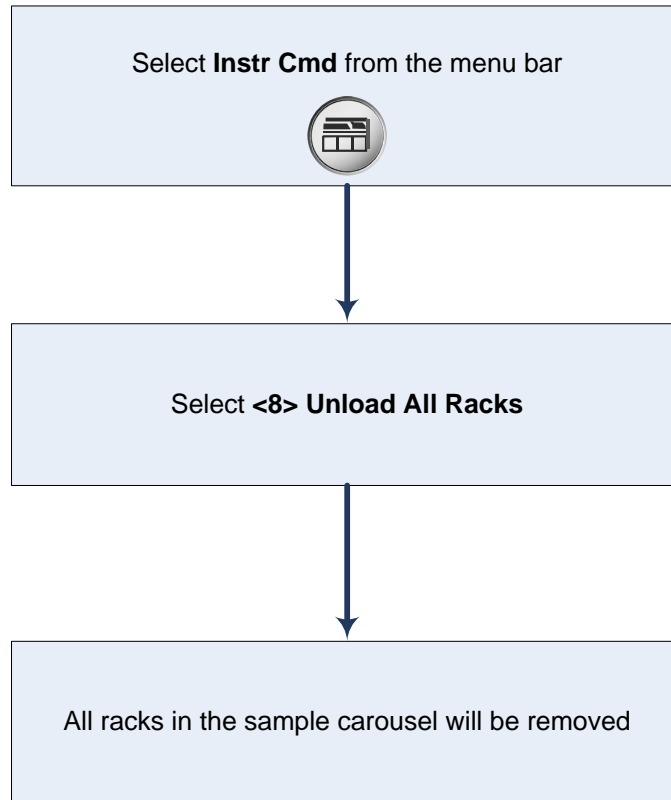 Select Instr Cmd from the menu bar
Select <8> Unload All Racks
All racks in the sample carousel will be removed